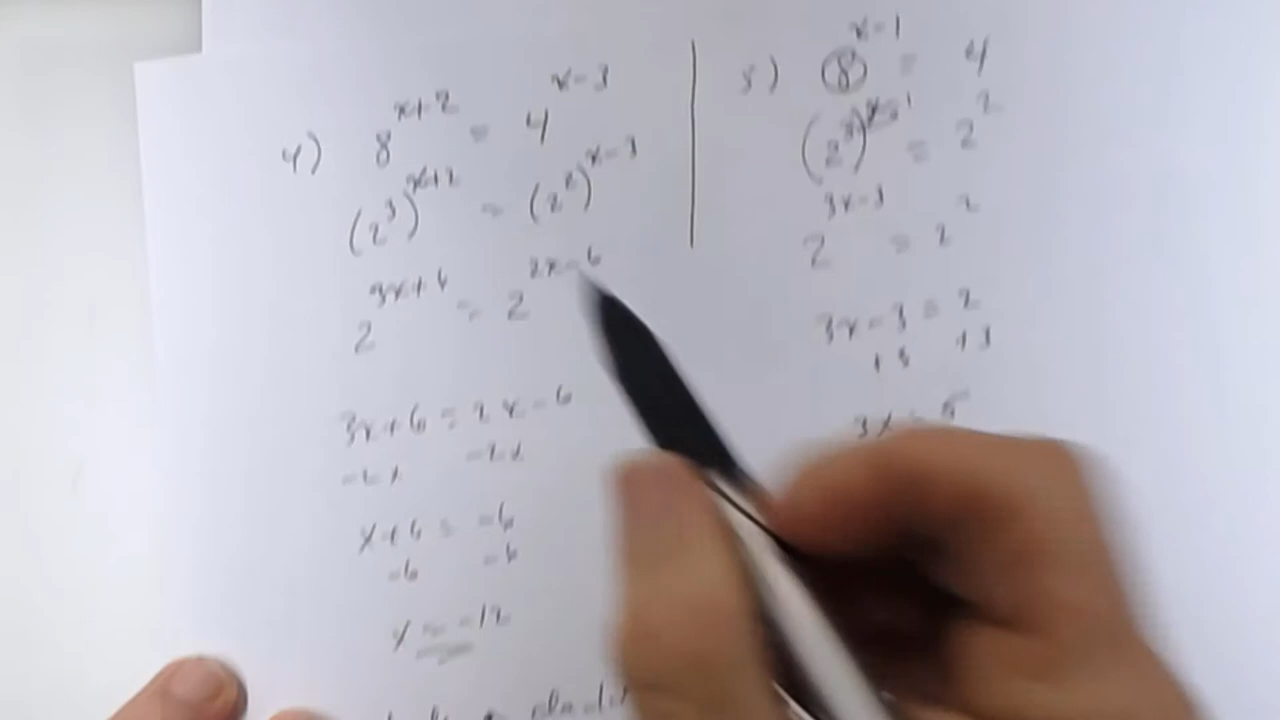 4) 8^{x+2} = 4^{x-3}
(2^3)^{x+2} = (2^2)^{x-3}
2^{3x+6} = 2^{2x-6}
3x+6 = 2x-6
-2x -2x
x+6 = -6
-6 -6
x = -12
5) 8^{x-1} = 4
(2^3)^{x-1} = 2^2
2^{3x-3} = 2^2
3x-3 = 2
+3 +3
3x = 5